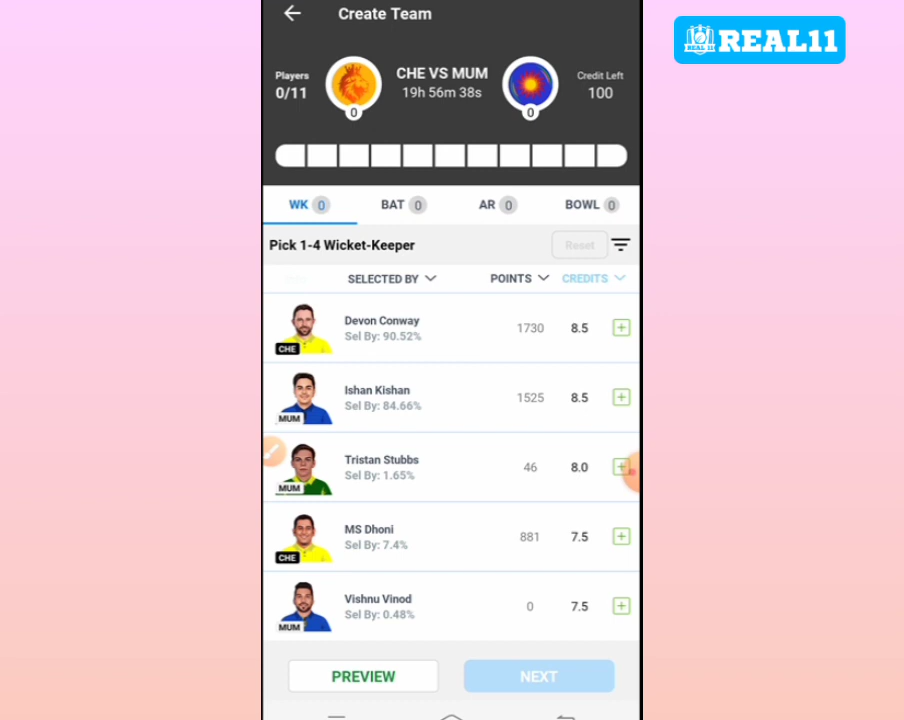 Create Team
REAL 11
REAL11
Players
0/11
CHE VS MUM
19h 56m 38s
Credit Left
100
0
0
WK 0
BAT 0
AR 0
BOWL 0
Pick 1-4 Wicket-Keeper
Reset
SELECTED BY
POINTS
CREDITS
Devon Conway
Sel By: 90.52%
1730
8.5
CHE
Ishan Kishan
Sel By: 84.66%
1525
8.5
MUM
Tristan Stubbs
Sel By: 1.65%
46
8.0
MUM
MS Dhoni
Sel By: 7.4%
881
7.5
CHE
Vishnu Vinod
Sel By: 0.48%
0
7.5
MUM
PREVIEW
NEXT